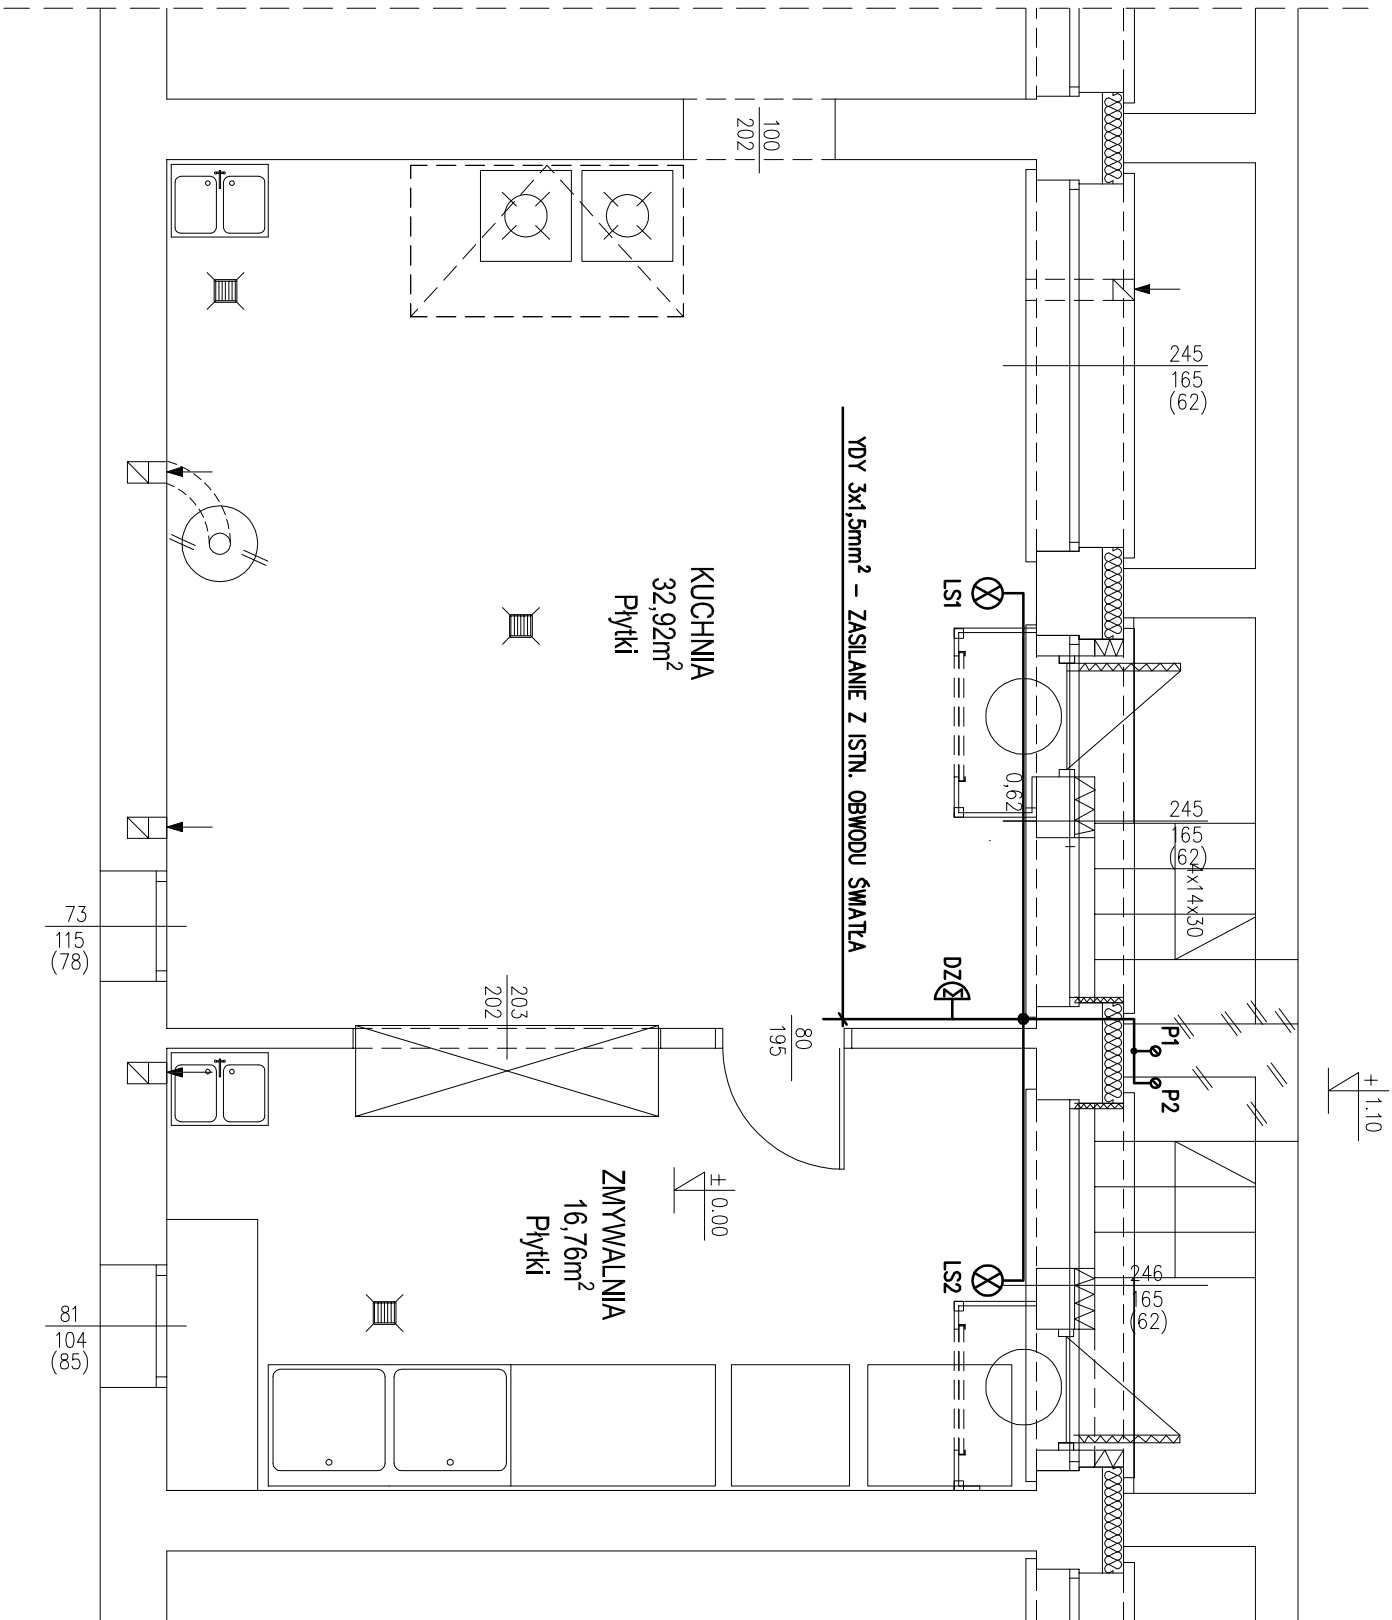 100
202
245
165
(62)
YDY 3x1,5mm² - ZASILANIE Z ISTN. OBWODU ŚWIATŁA
LS1
KUCHNIA
32,92m²
Płytki
0,62
245
165
(62)
4x14x30
73
115
(78)
203
202
80
195
DZ
P1
P2
± 1.10
± 0.00
ZMYWALNIA
16,76m²
Płytki
LS2
246
165
(62)
81
104
(85)